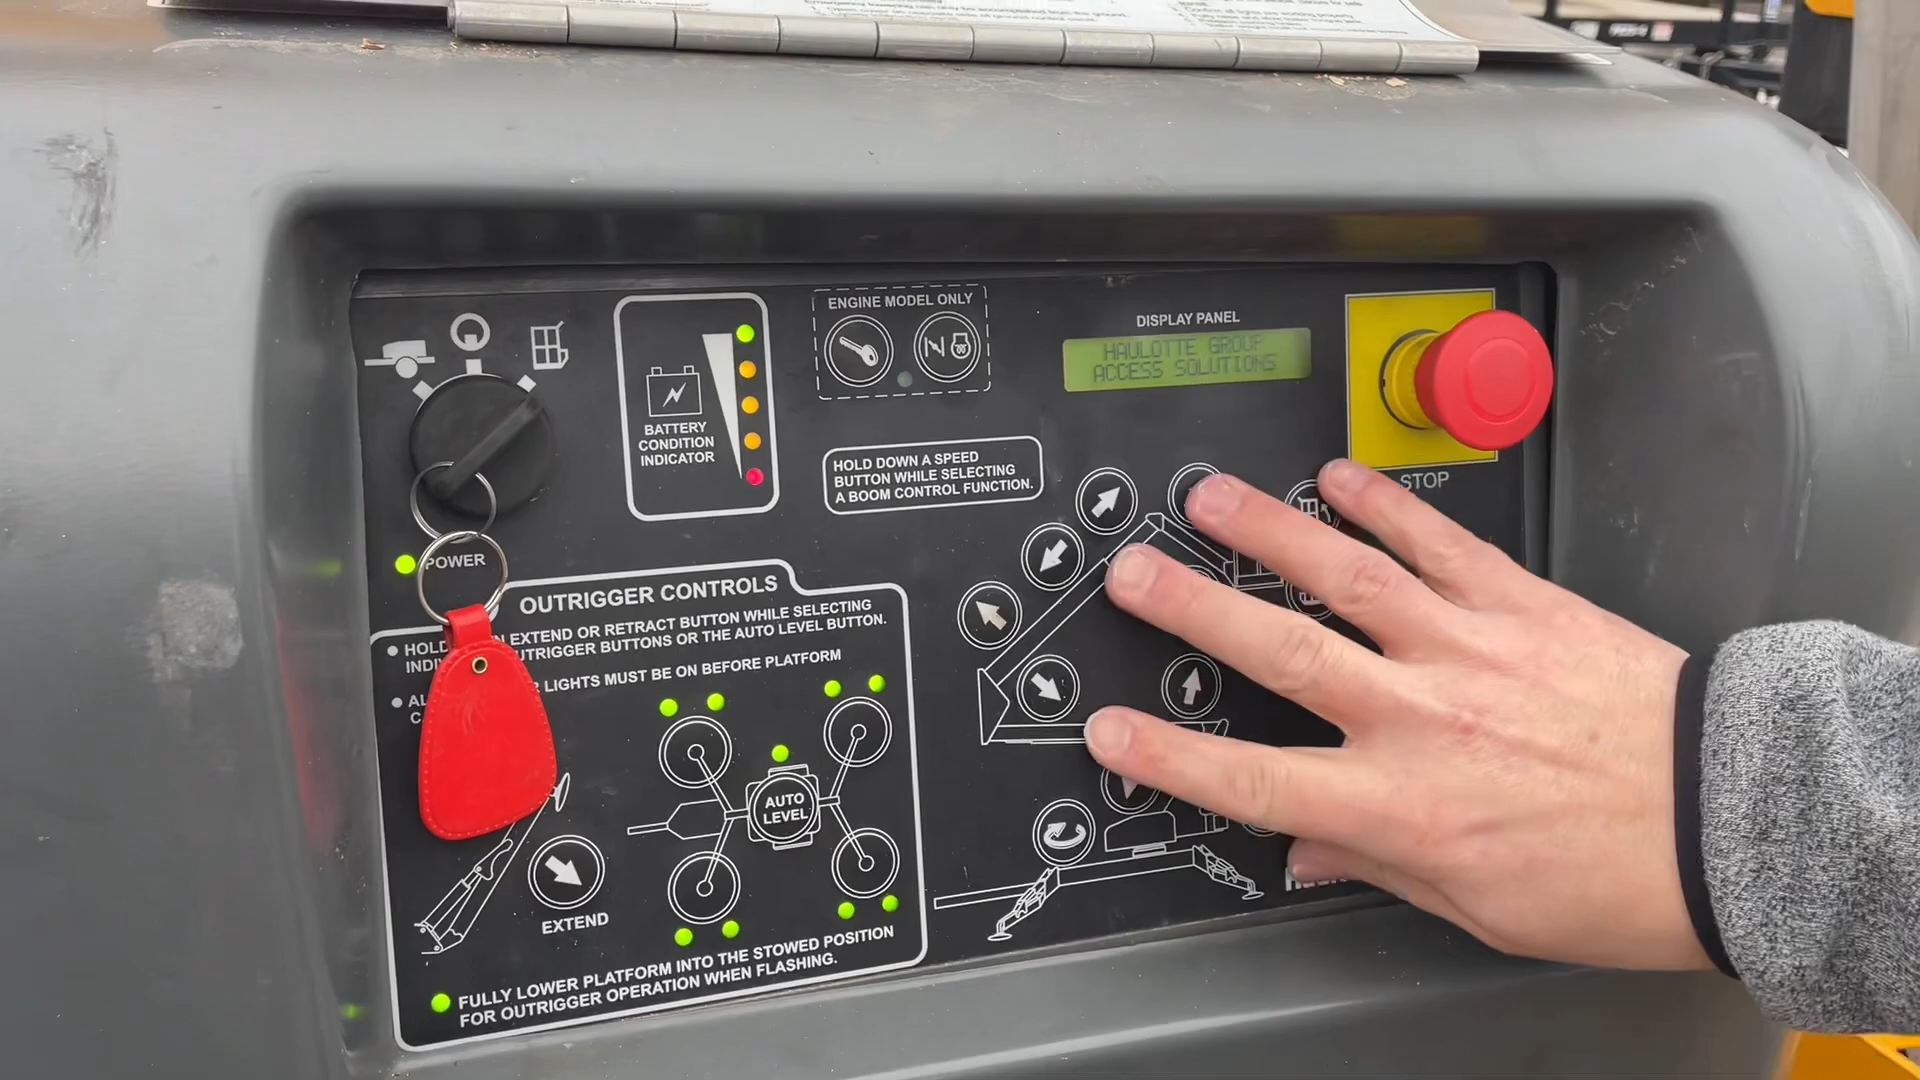 ENGINE MODEL ONLY
DISPLAY PANEL
HAULOTTE GROUP
ACCESS SOLUTIONS
BATTERY
CONDITION
INDICATOR
HOLD DOWN A SPEED
BUTTON WHILE SELECTING
A BOOM CONTROL FUNCTION.
STOP
POWER
OUTRIGGER CONTROLS
HOLD EXTEND OR RETRACT BUTTON WHILE SELECTING
OUTRIGGER BUTTONS OR THE AUTO LEVEL BUTTON.
LIGHTS MUST BE ON BEFORE PLATFORM
AUTO
LEVEL
EXTEND
FULLY LOWER PLATFORM INTO THE STOWED POSITION
FOR OUTRIGGER OPERATION WHEN FLASHING.